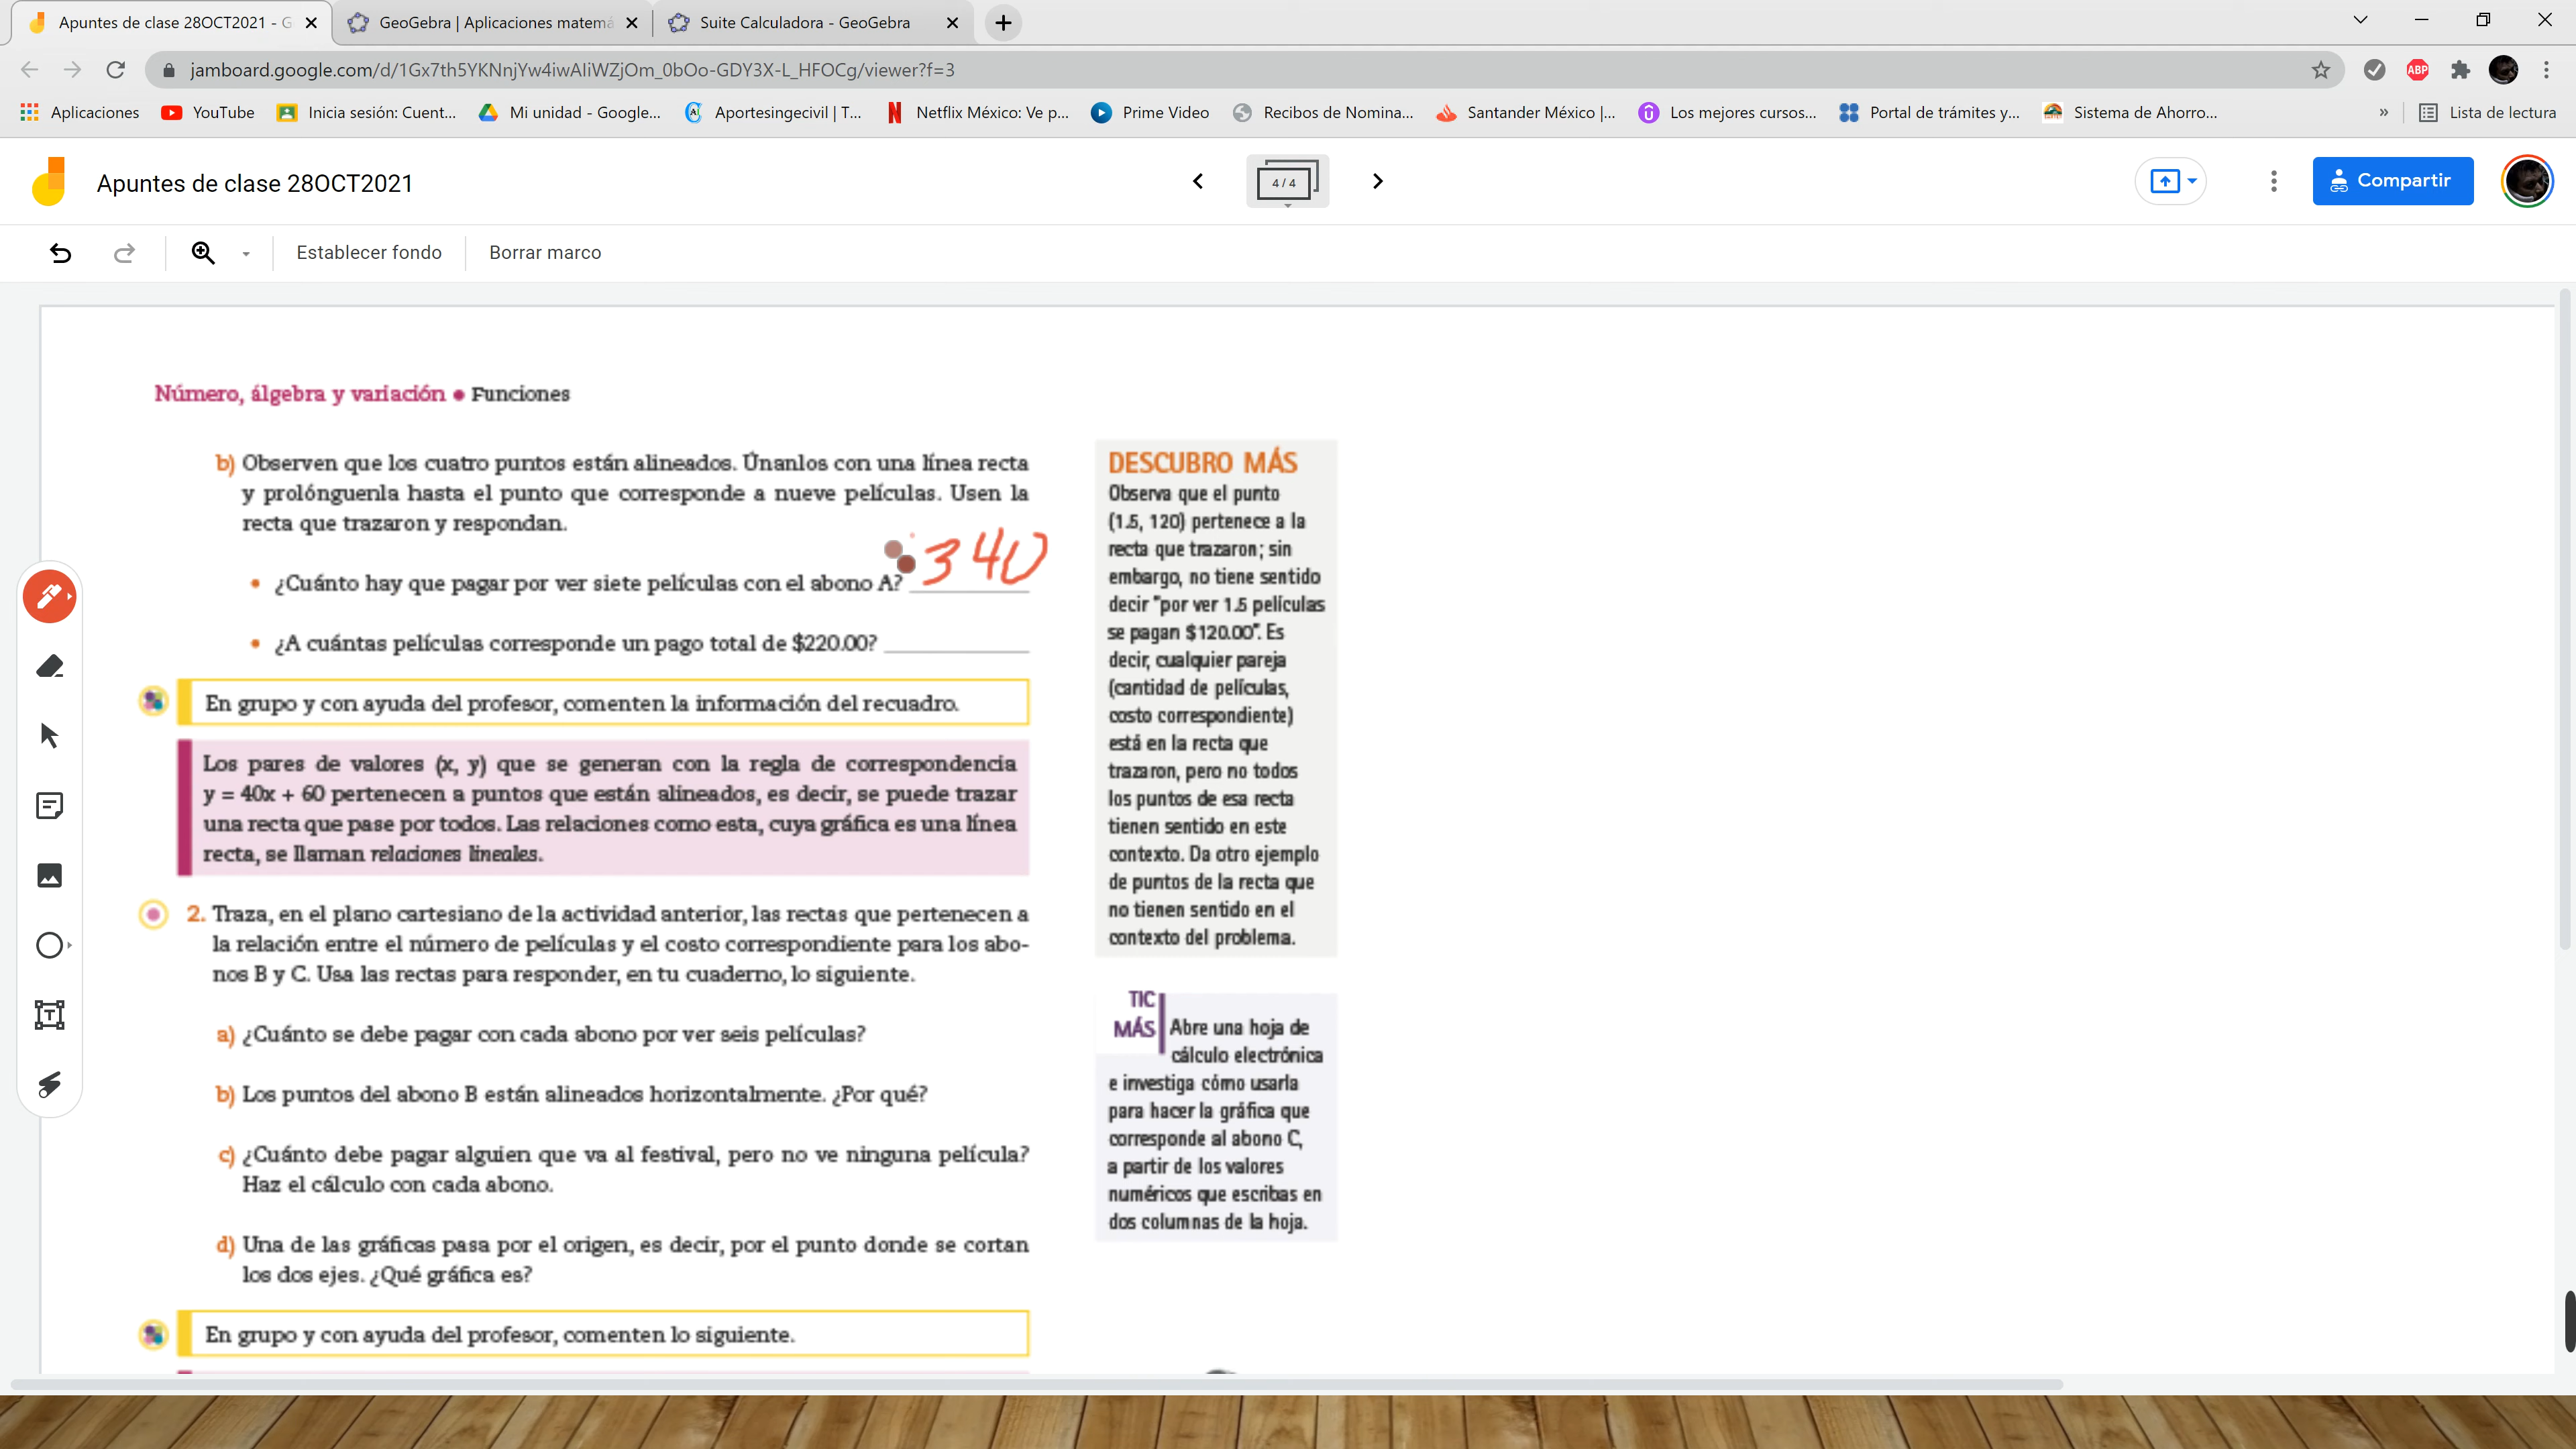 Apuntes de clase 28OCT2021 - G
GeoGebra | Aplicaciones matemá
Suite Calculadora - GeoGebra
jamboard.google.com/d/1Gx7th5YKNnjYw4iwAIiWZjOm_0bOo-GDY3X-L_HFOCg/viewer?f=3
ABP
Aplicaciones
YouTube
Inicia sesión: Cuent...
Mi unidad - Google...
Aportesingecivil | T...
Netflix México: Ve p...
Prime Video
Recibos de Nomina...
Santander México |...
Los mejores cursos...
Portal de trámites y...
Sistema de Ahorro...
»
Lista de lectura
Apuntes de clase 28OCT2021
4 / 4
Compartir
Establecer fondo
Borrar marco
Número, álgebra y variación • Funciones
b) Observen que los cuatro puntos están alineados. Únanlos con una línea recta
y prolónguenla hasta el punto que corresponde a nueve películas. Usen la
recta que trazaron y respondan.
340
• ¿Cuánto hay que pagar por ver siete películas con el abono A?
• ¿A cuántas películas corresponde un pago total de $220.00?
En grupo y con ayuda del profesor, comenten la información del recuadro.
Los pares de valores (x, y) que se generan con la regla de correspondencia
y = 40x + 60 pertenecen a puntos que están alineados, es decir, se puede trazar
una recta que pase por todos. Las relaciones como esta, cuya gráfica es una línea
recta, se llaman relaciones lineales.
2. Traza, en el plano cartesiano de la actividad anterior, las rectas que pertenecen a
la relación entre el número de películas y el costo correspondiente para los abo-
nos B y C. Usa las rectas para responder, en tu cuaderno, lo siguiente.
a) ¿Cuánto se debe pagar con cada abono por ver seis películas?
b) Los puntos del abono B están alineados horizontalmente. ¿Por qué?
c) ¿Cuánto debe pagar alguien que va al festival, pero no ve ninguna película?
Haz el cálculo con cada abono.
d) Una de las gráficas pasa por el origen, es decir, por el punto donde se cortan
los dos ejes. ¿Qué gráfica es?
En grupo y con ayuda del profesor, comenten lo siguiente.
DESCUBRO MÁS
Observa que el punto
(1.5, 120) pertenece a la
recta que trazaron; sin
embargo, no tiene sentido
decir "por ver 1.5 películas
se pagan $120.00". Es
decir, cualquier pareja
(cantidad de películas,
costo correspondiente)
está en la recta que
trazaron, pero no todos
los puntos de esa recta
tienen sentido en este
contexto. Da otro ejemplo
de puntos de la recta que
no tienen sentido en el
contexto del problema.
TIC
MÁS
Abre una hoja de
cálculo electrónica
e investiga cómo usarla
para hacer la gráfica que
corresponde al abono C,
a partir de los valores
numéricos que escribas en
dos columnas de la hoja.